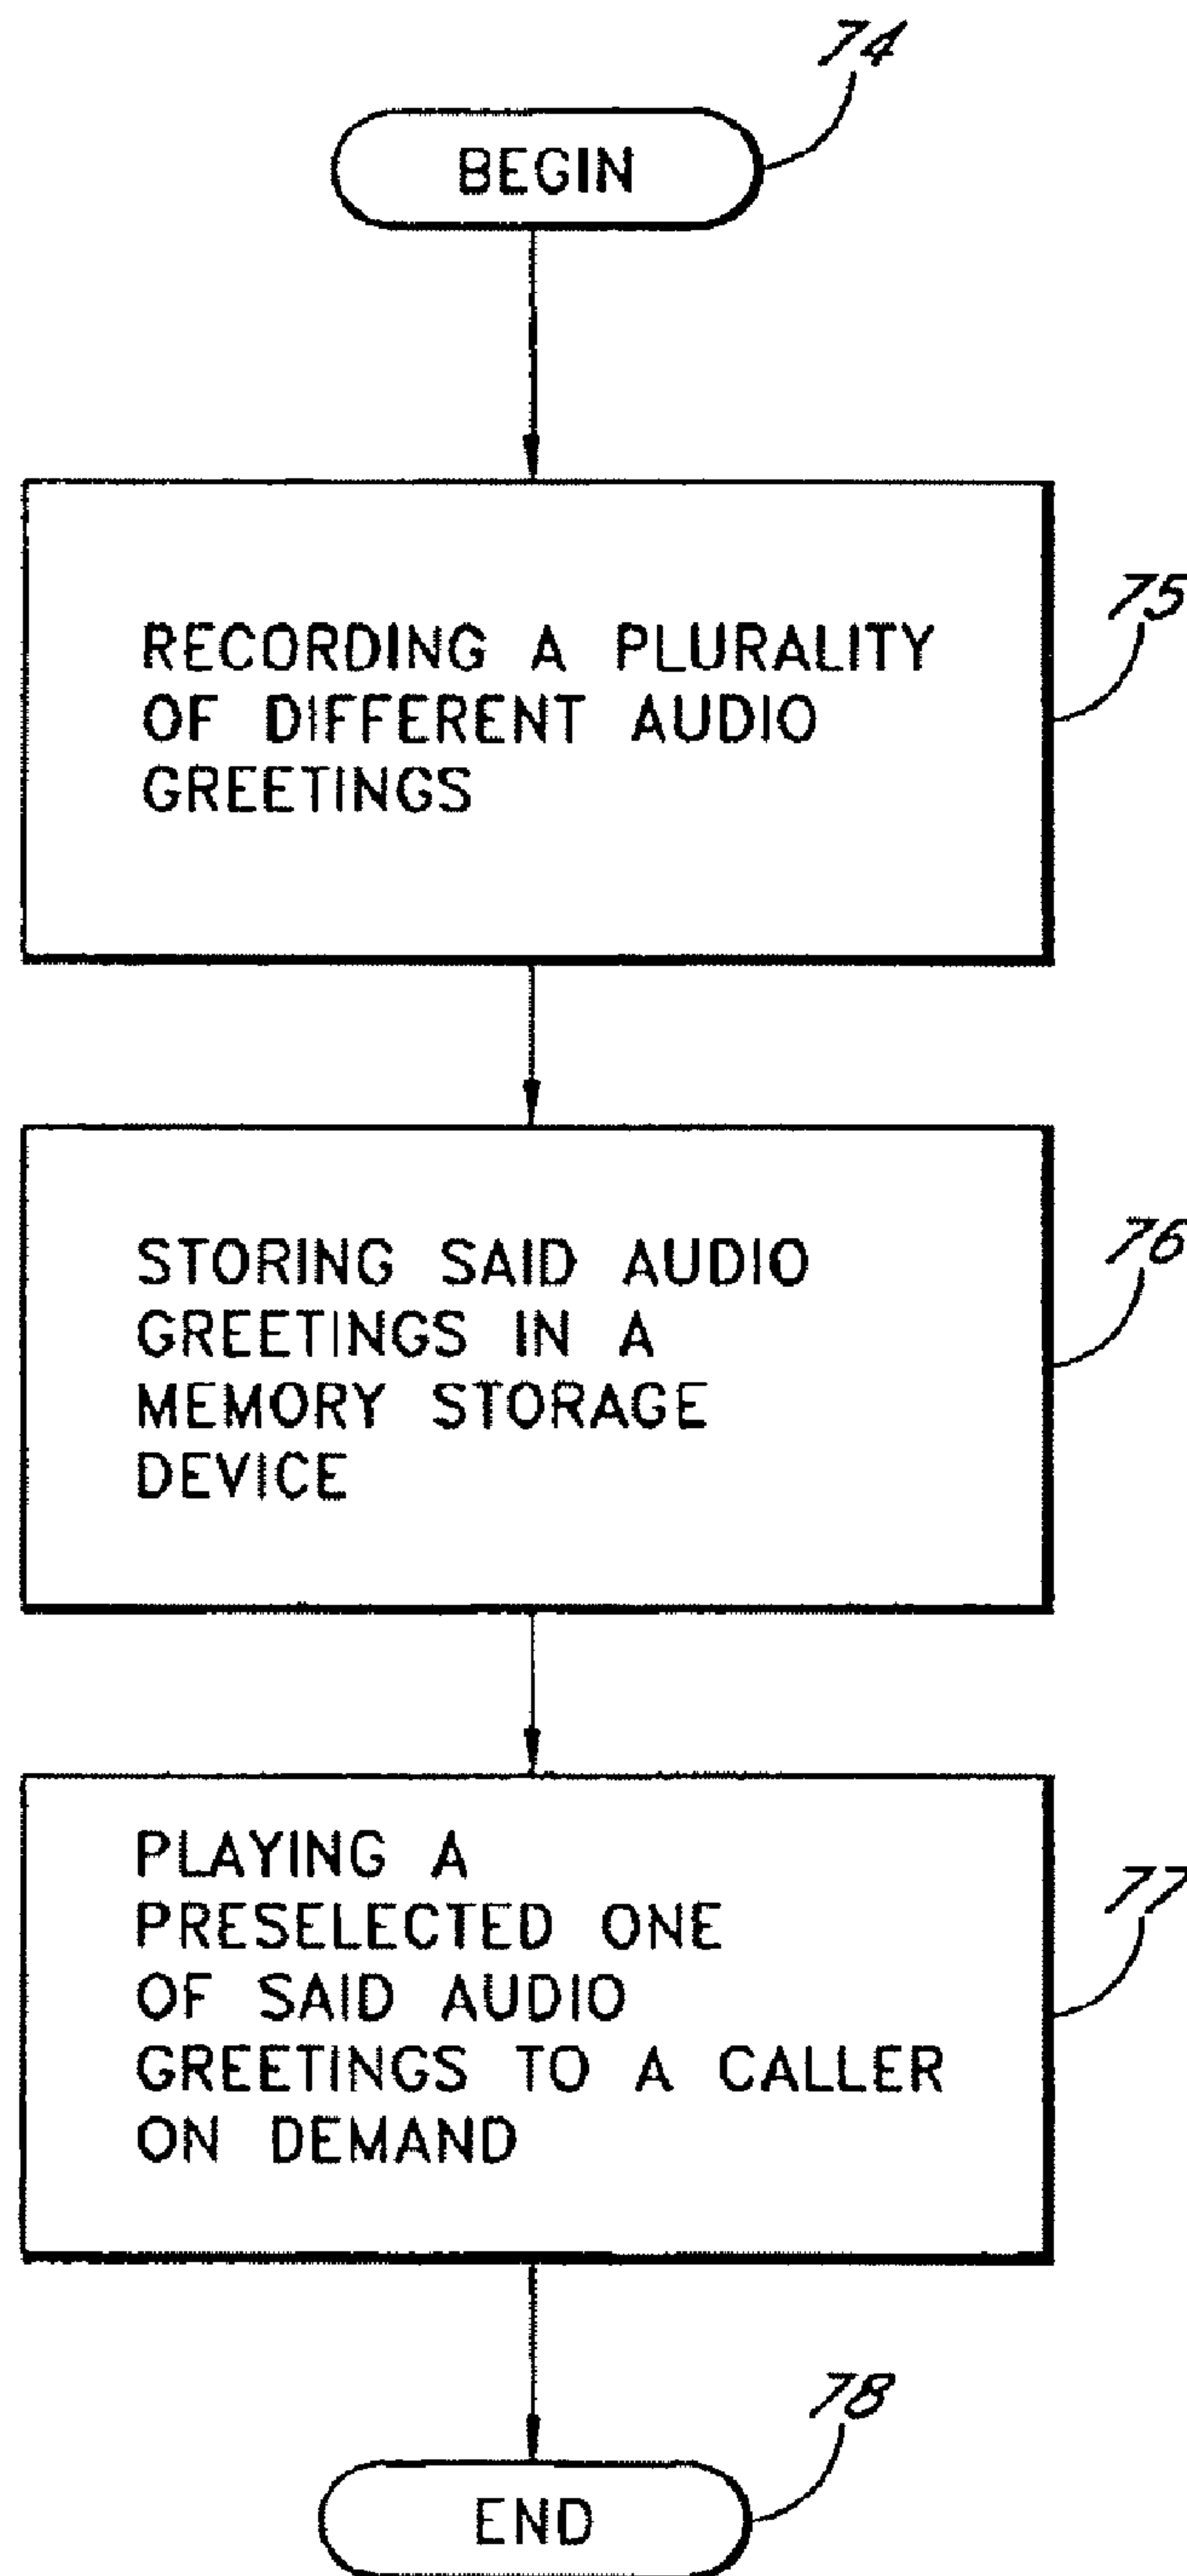 74
BEGIN
75
RECORDING A PLURALITY
OF DIFFERENT AUDIO
GREETINGS
76
STORING SAID AUDIO
GREETINGS IN A
MEMORY STORAGE
DEVICE
77
PLAYING A
PRESELECTED ONE
OF SAID AUDIO
GREETINGS TO A CALLER
ON DEMAND
78
END